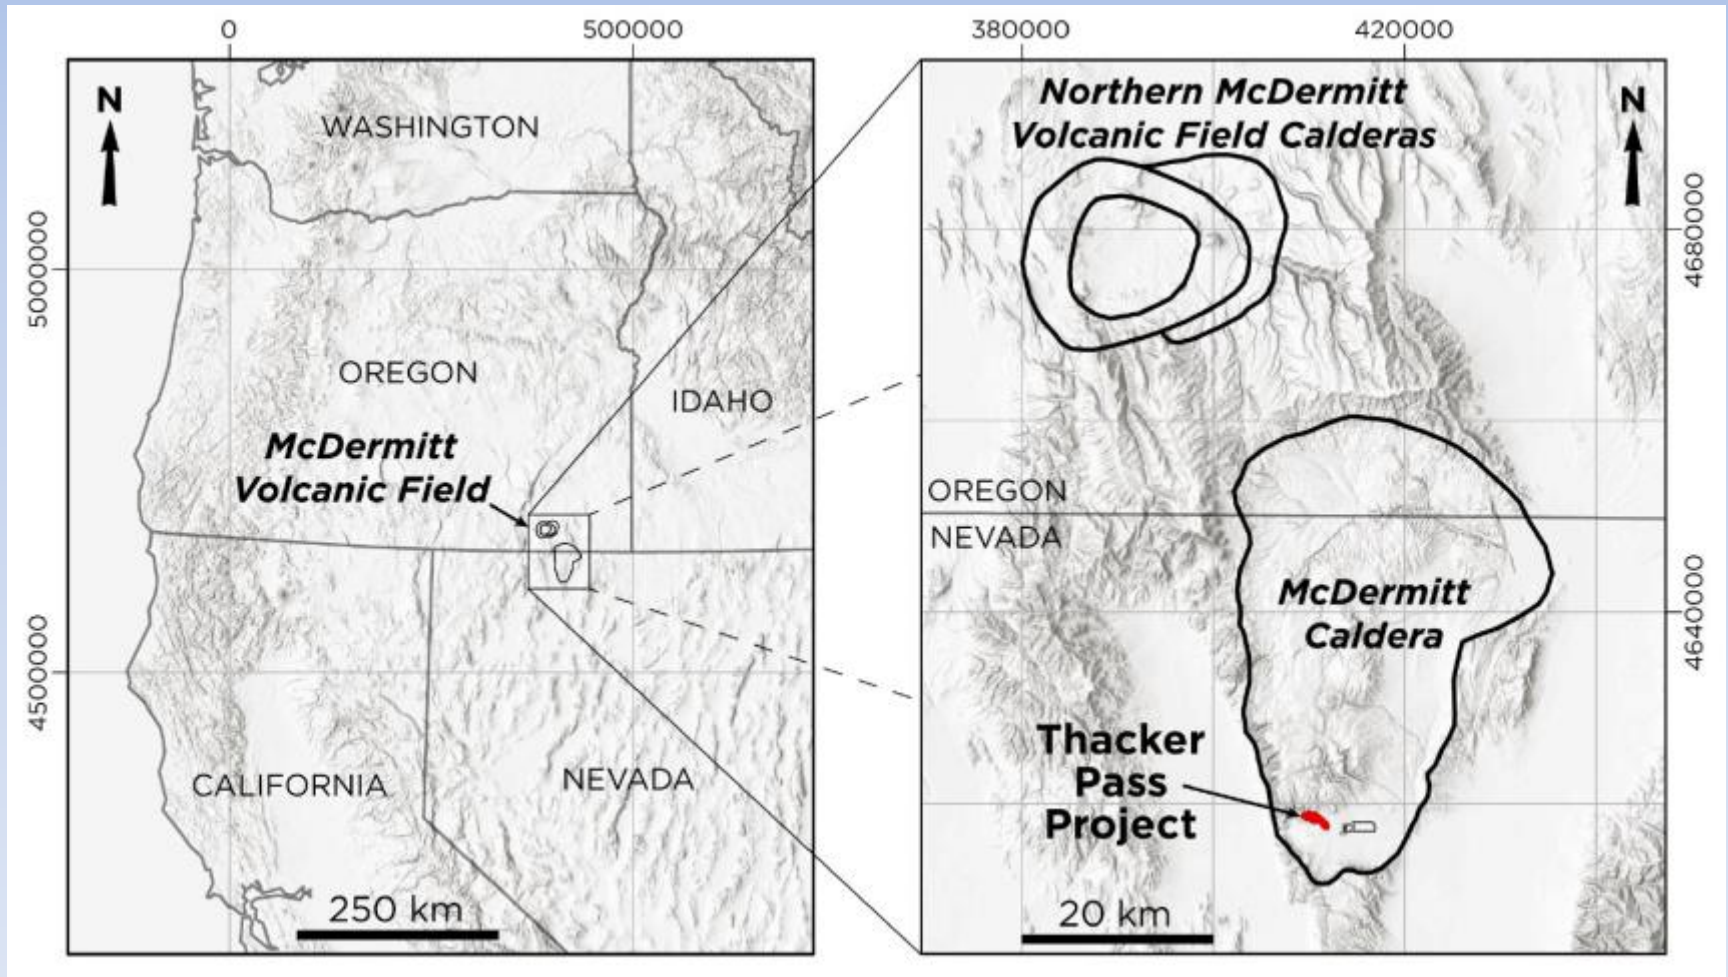 0
500000
N
WASHINGTON
5000000
OREGON
IDAHO
McDermitt
Volcanic Field
4500000
CALIFORNIA
NEVADA
250 km
380000
420000
Northern McDermitt
Volcanic Field Calderas
N
4680000
OREGON
NEVADA
McDermitt
Caldera
4640000
Thacker
Pass
Project
20 km